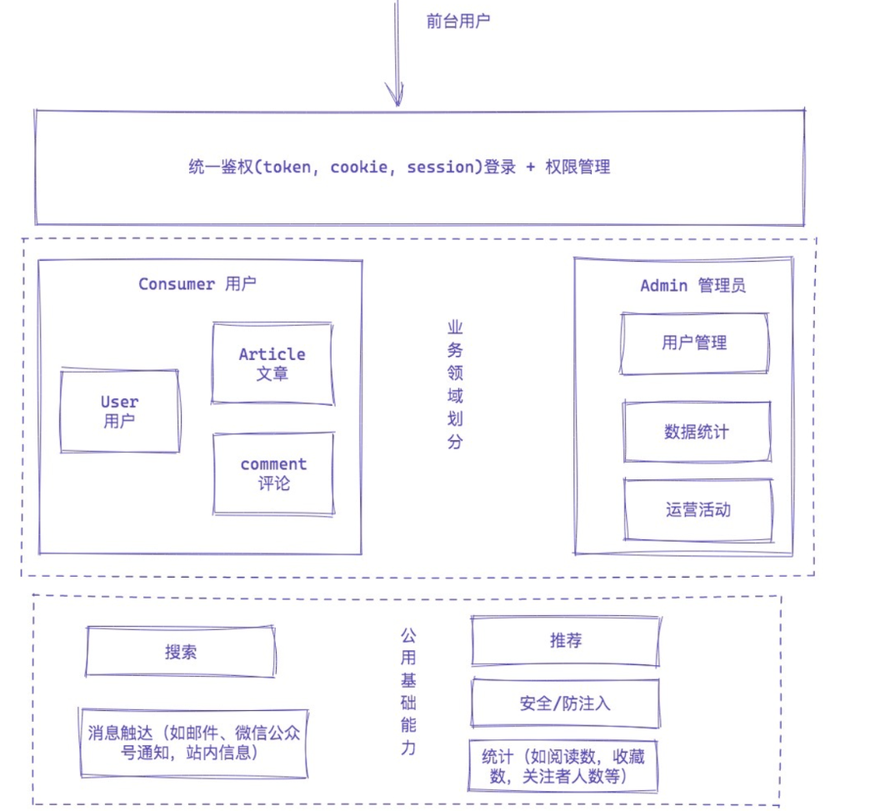 前台用户
统一鉴权(token, cookie, session)登录 + 权限管理
Consumer 用户
User
用户
Article
文章
comment
评论
业务领域划分
Admin 管理员
用户管理
数据统计
运营活动
搜索
消息触达（如邮件、微信公众
号通知，站内信息）
公用基础能力
推荐
安全/防注入
统计（如阅读数，收藏
数，关注者人数等）